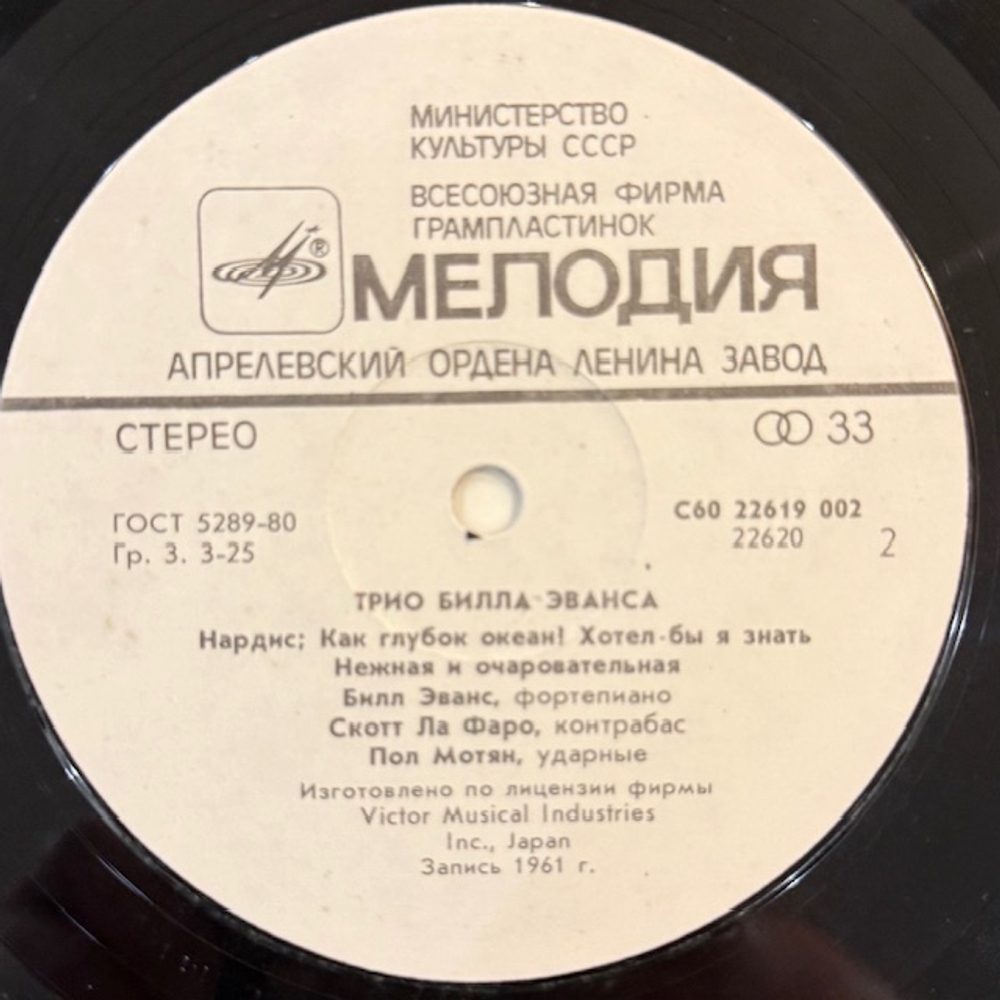 МИНИСТЕРСТВО
КУЛЬТУРЫ СССР
ВСЕСОЮЗНАЯ ФИРМА
ГРАМПЛАСТИНОК
®
МЕЛОДИЯ
АПРЕЛЕВСКИЙ ОРДЕНА ЛЕНИНА ЗАВОД
СТЕРЕО
33
ГОСТ 5289-80
Гр. 3. 3-25
С60 22619 002
22620
2
ТРИО БИЛЛА ЭВАНСА
Нардис; Как глубок океан! Хотел-бы я знать
Нежная и очаровательная
Билл Эванс, фортепиано
Скотт Ла Фаро, контрабас
Пол Мотян, ударные
Изготовлено по лицензии фирмы
Victor Musical Industries
Inc., Japan
Запись 1961 г.